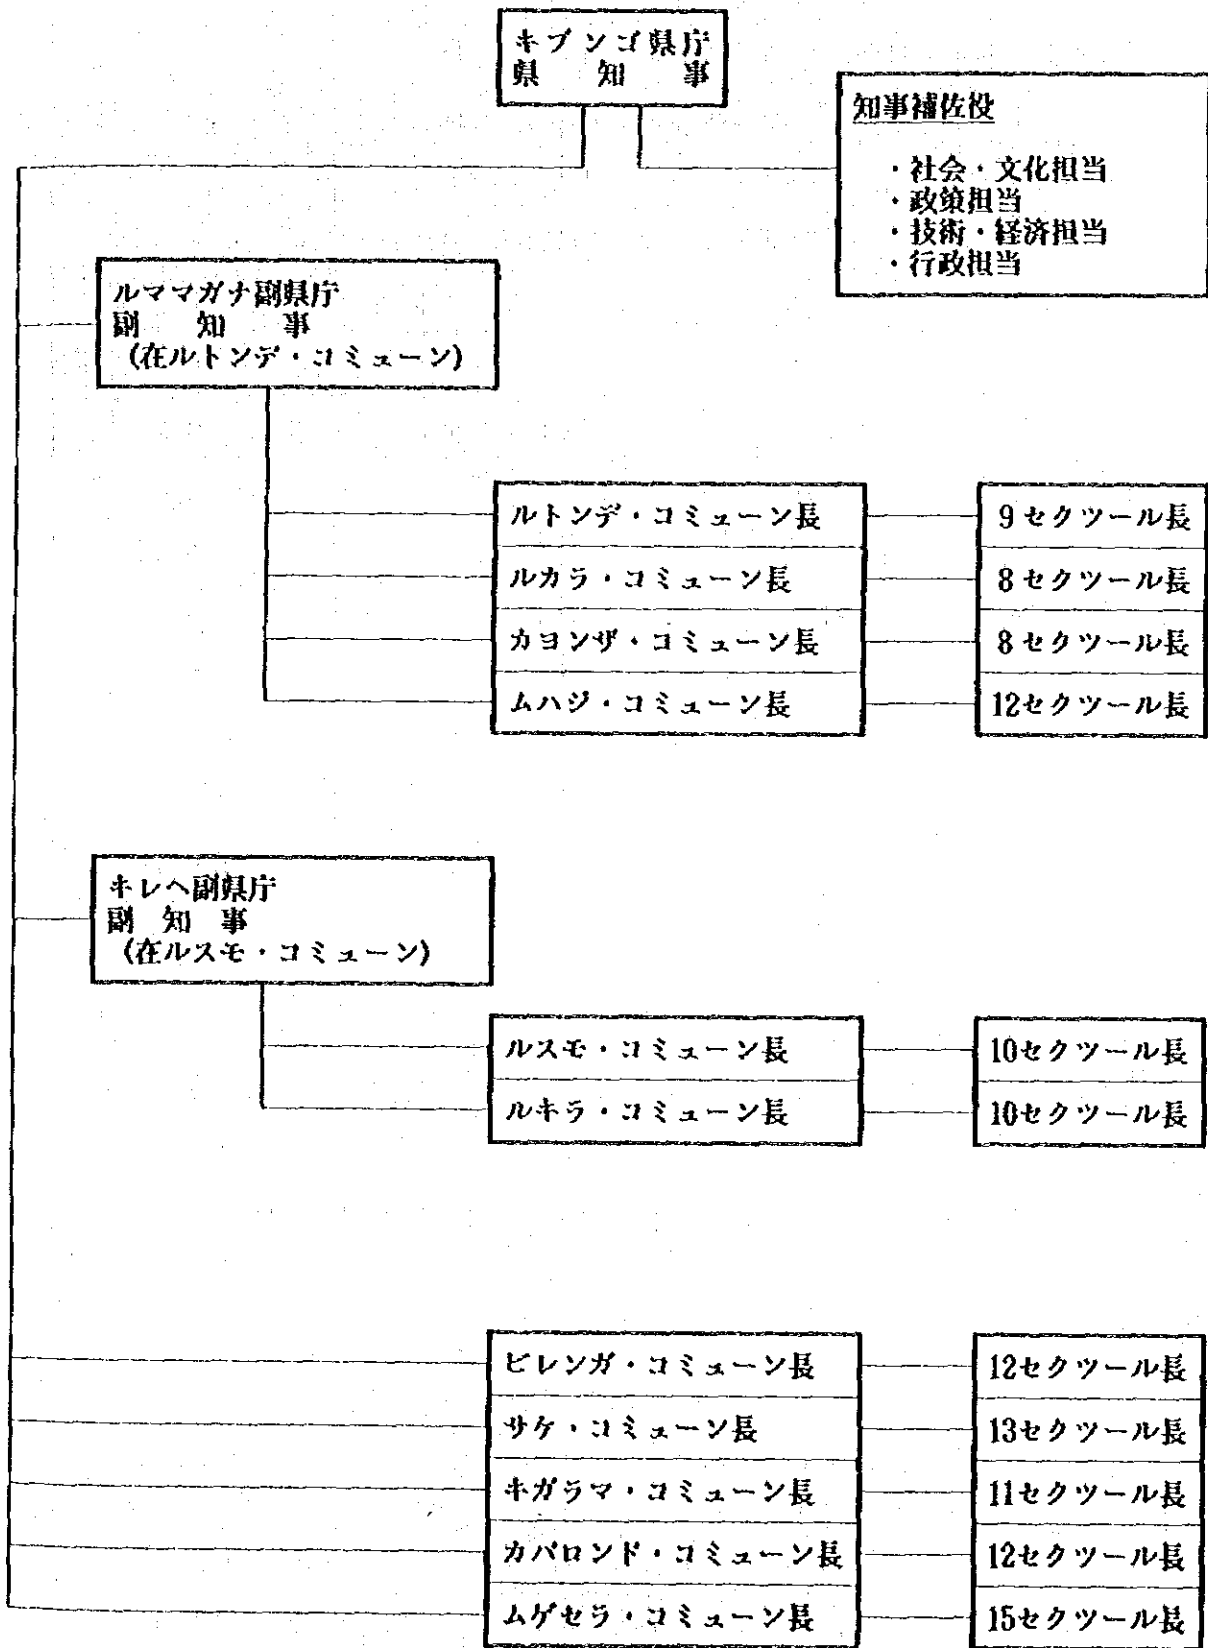 キブンゴ県庁
県知事
知事補佐役
・社会・文化担当
・政策担当
・技術・経済担当
・行政担当
ルママガナ副県庁
副知事
(在ルトンデ・コミューン)
ルトンデ・コミューン長 9セクツール長
ルカラ・コミューン長 8セクツール長
カヨンザ・コミューン長 8セクツール長
ムハジ・コミューン長 12セクツール長
キレヘ副県庁
副知事
(在ルスモ・コミューン)
ルスモ・コミューン長 10セクツール長
ルキラ・コミューン長 10セクツール長
ビレンガ・コミューン長 12セクツール長
サケ・コミューン長 13セクツール長
キガラマ・コミューン長 11セクツール長
カバロンド・コミューン長 12セクツール長
ムゲセラ・コミューン長 15セクツール長